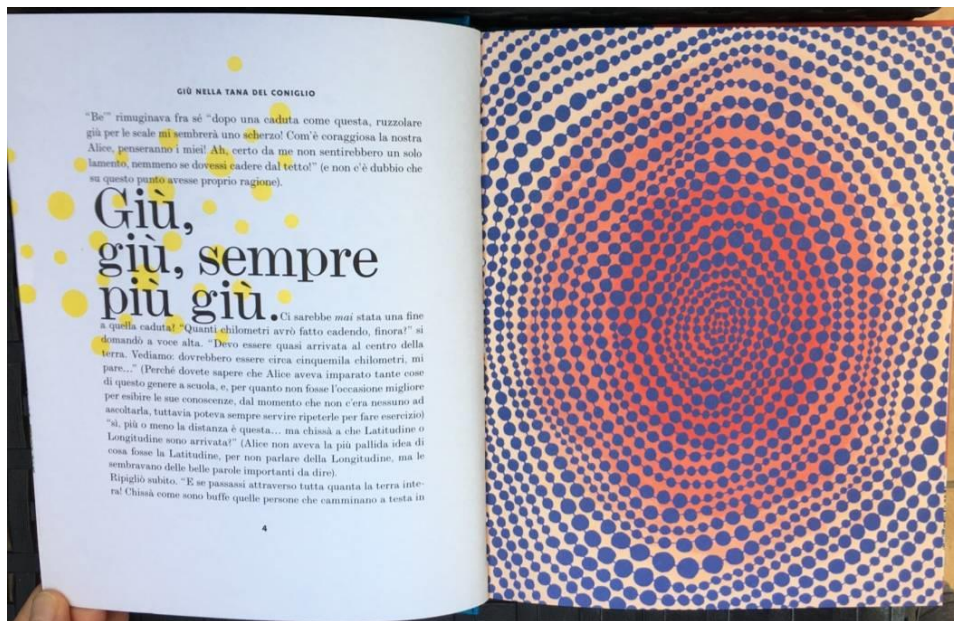 GIÙ NELLA TANA DEL CONIGLIO
“Be’” rimuginava fra sé “dopo una caduta come questa, ruzzolare
giù per le scale mi sembrerà uno scherzo! Com’è coraggiosa la nostra
Alice, penseranno i miei! Ah, certo da me non sentirebbero un solo
lamento, nemmeno se dovessi cadere dal tetto!” (e non c’è dubbio che
su questo punto avesse proprio ragione).
Giù,
giù, sempre
più giù. Ci sarebbe mai stata una fine
a quella caduta! “Quanti chilometri avrò fatto cadendo, finora?” si
domandò a voce alta. “Devo essere quasi arrivata al centro della
terra. Vediamo: dovrebbero essere circa cinquemila chilometri, mi
pare...” (Perché dovete sapere che Alice aveva imparato tante cose
di questo genere a scuola, e, per quanto non fosse l’occasione migliore
per esibire le sue conoscenze, dal momento che non c’era nessuno ad
ascoltarla, tuttavia poteva sempre servire ripeterle per fare esercizio)
“sì, più o meno la distanza è questa... ma chissà a che Latitudine o
Longitudine sono arrivata!” (Alice non aveva la più pallida idea di
cosa fosse la Latitudine, per non parlare della Longitudine, ma le
sembravano delle belle parole importanti da dire).
Ripigliò subito. “E se passassi attraverso tutta quanta la terra inte-
ra! Chissà come sono buffe quelle persone che camminano a testa in
4